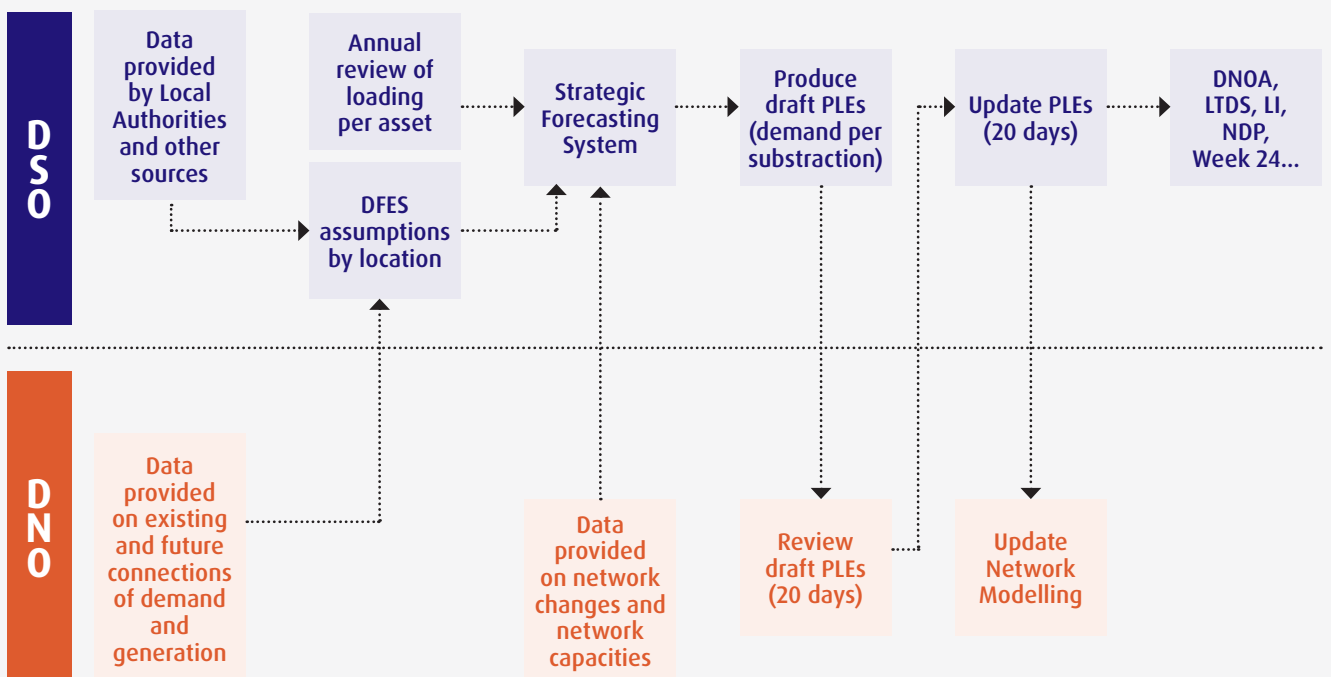 DSO
Data
provided
by Local
Authorities
and other
sources
Annual
review of
loading
per asset
DFES
assumptions
by location
Strategic
Forecasting
System
Produce
draft PLEs
(demand per
substraction)
Update PLEs
(20 days)
DNOA,
LTDS, LI,
NDP,
Week 24...
DNO
Data
provided
on existing
and future
connections
of demand
and
generation
Data
provided
on network
changes and
network
capacities
Review
draft PLEs
(20 days)
Update
Network
Modelling